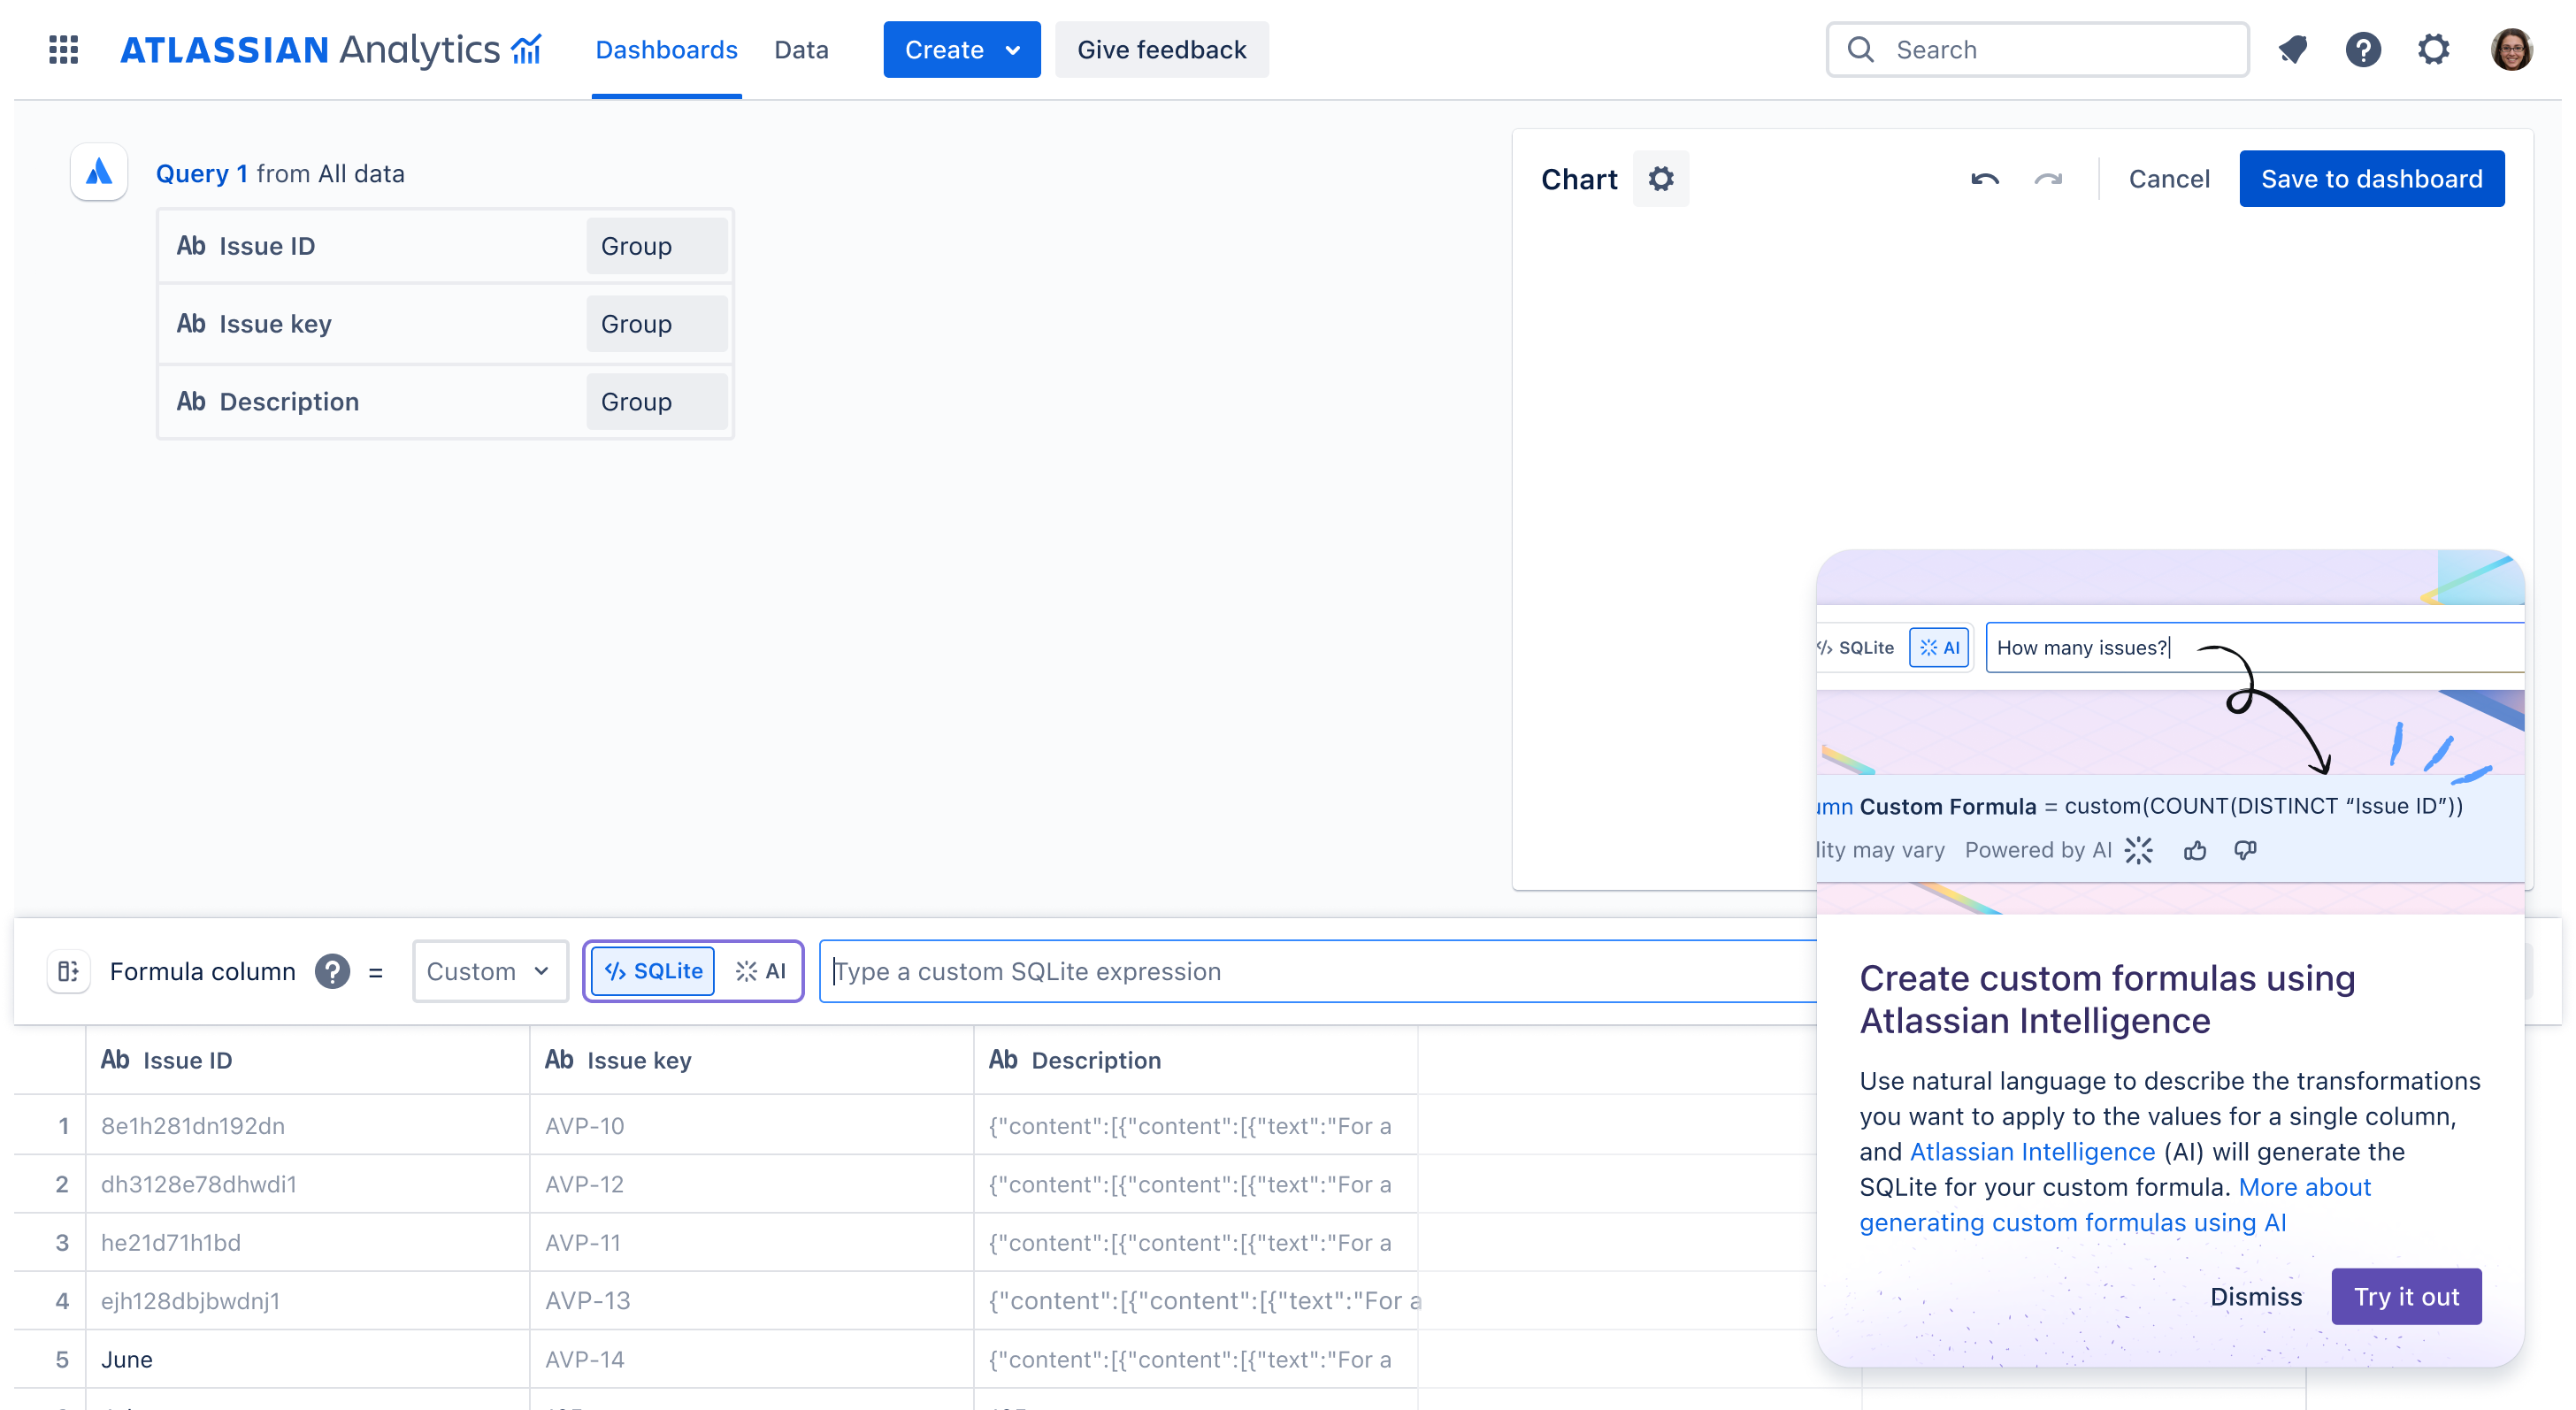 ATLASSIAN Analytics
Dashboards
Data
Create
Give feedback
Search
Query 1 from All data
Ab Issue ID Group
Ab Issue key Group
Ab Description Group
Chart
Cancel
Save to dashboard
SQLite
AI
How many issues?
Custom Formula = custom(COUNT(DISTINCT “Issue ID”))
may vary Powered by AI
Formula column ? =
Custom
SQLite
AI
Type a custom SQLite expression
Create custom formulas using
Atlassian Intelligence
Use natural language to describe the transformations
you want to apply to the values for a single column,
and Atlassian Intelligence (AI) will generate the
SQLite for your custom formula. More about
generating custom formulas using AI
Dismiss
Try it out
Ab Issue ID Ab Issue key Ab Description
1 8e1h281dn192dn AVP-10 {"content":[{"content":[{"text":"For a
2 dh3128e78dhwdi1 AVP-12 {"content":[{"content":[{"text":"For a
3 he21d71h1bd AVP-11 {"content":[{"content":[{"text":"For a
4 ejh128dbjbwdnj1 AVP-13 {"content":[{"content":[{"text":"For a
5 June AVP-14 {"content":[{"content":[{"text":"For a